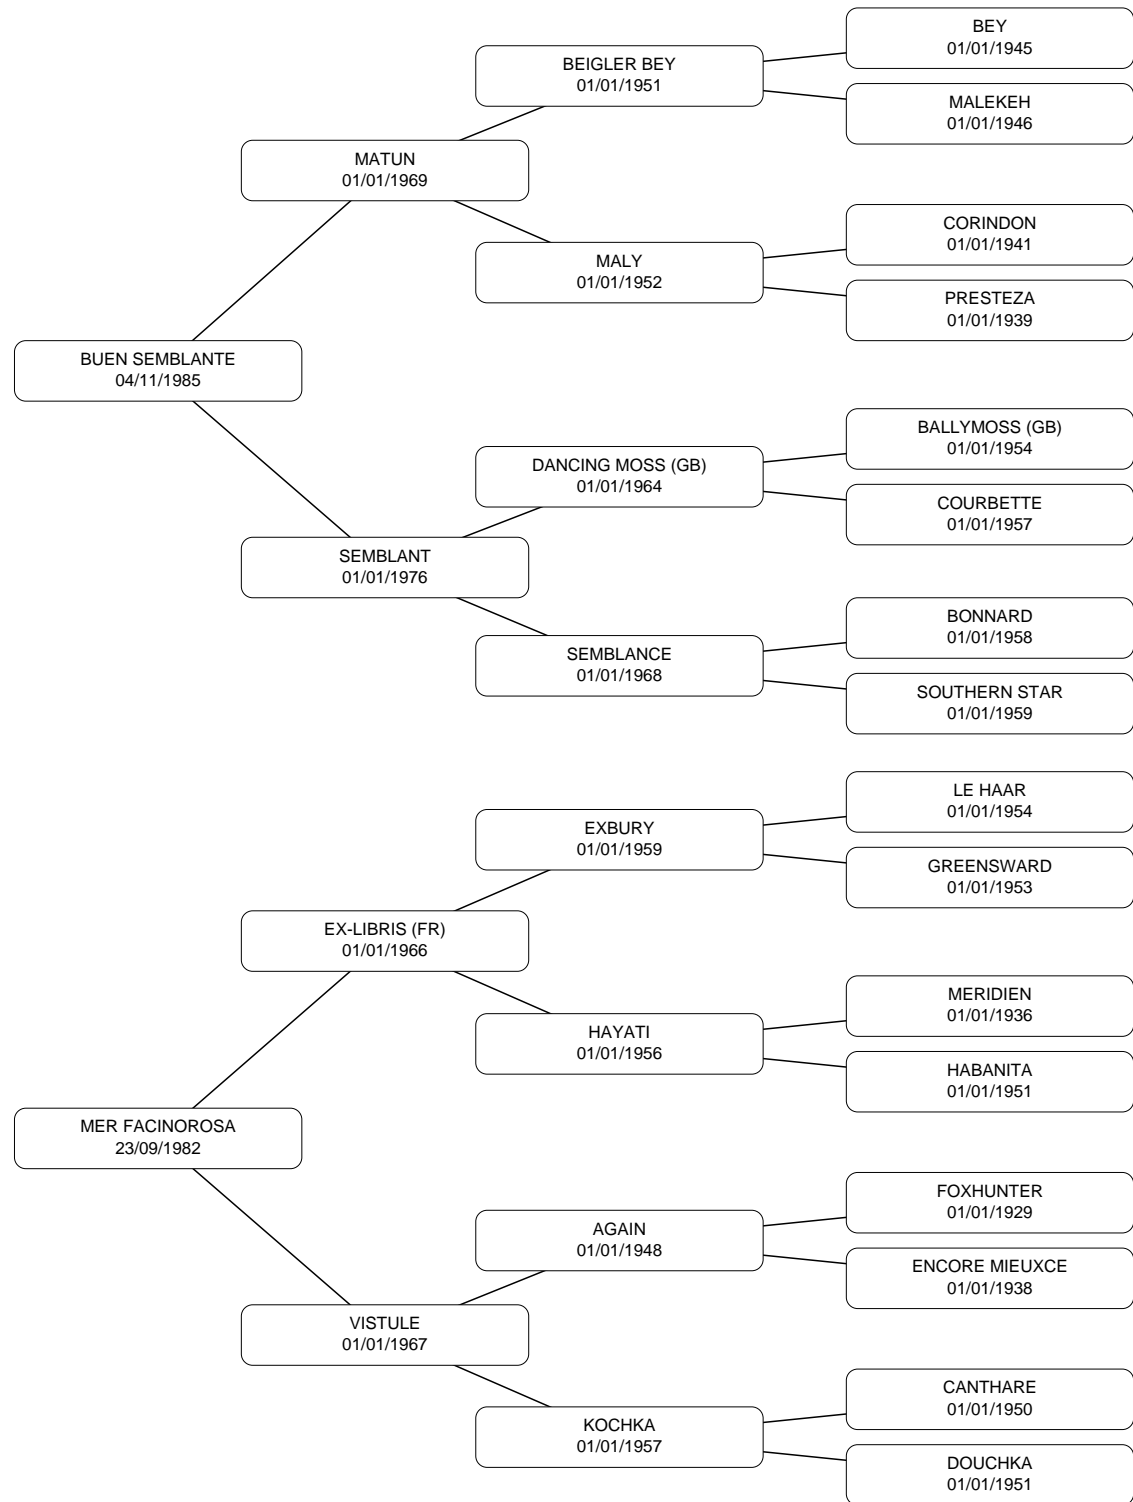 BEY
01/01/1945
BEIGLER BEY
01/01/1951
MALEKEH
01/01/1946
MATUN
01/01/1969
CORINDON
01/01/1941
MALY
01/01/1952
PRESTEZA
01/01/1939
BUEN SEMBLANTE
04/11/1985
BALLYMOSS (GB)
01/01/1954
DANCING MOSS (GB)
01/01/1964
COURBETTE
01/01/1957
SEMBLANT
01/01/1976
BONNARD
01/01/1958
SEMBLANCE
01/01/1968
SOUTHERN STAR
01/01/1959
LE HAAR
01/01/1954
EXBURY
01/01/1959
GREENSWARD
01/01/1953
EX-LIBRIS (FR)
01/01/1966
MERIDIEN
01/01/1936
HAYATI
01/01/1956
HABANITA
01/01/1951
MER FACINOROSA
23/09/1982
FOXHUNTER
01/01/1929
AGAIN
01/01/1948
ENCORE MIEUXCE
01/01/1938
VISTULE
01/01/1967
CANTHARE
01/01/1950
KOCHKA
01/01/1957
DOUCHKA
01/01/1951